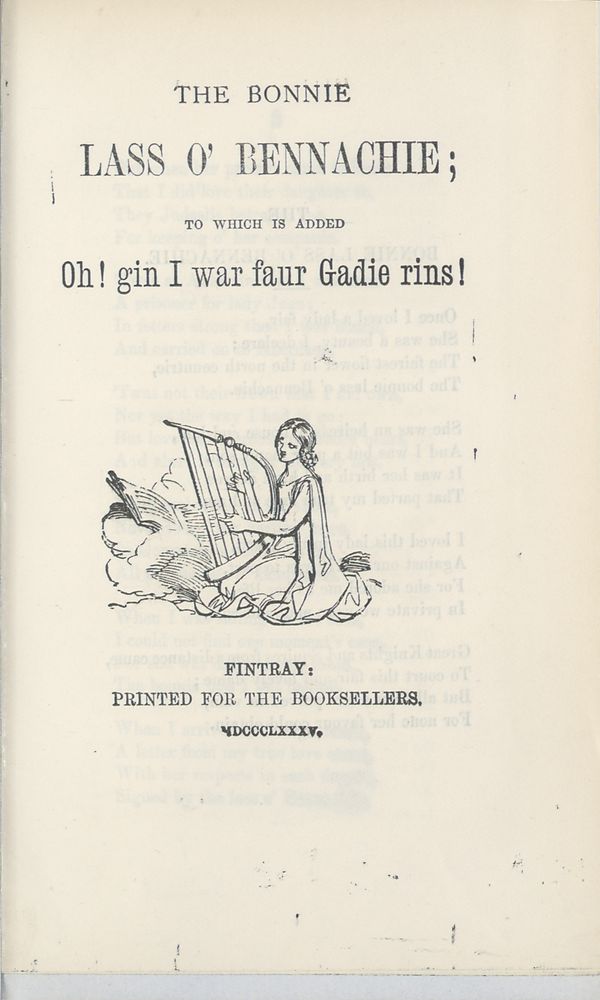 THE BONNIE
LASS O' BENNACHIE;
TO WHICH IS ADDED
Oh! gin I war faur Gadie rins!
FINTRAY:
PRINTED FOR THE BOOKSELLERS.
MDCCCLXXXV.